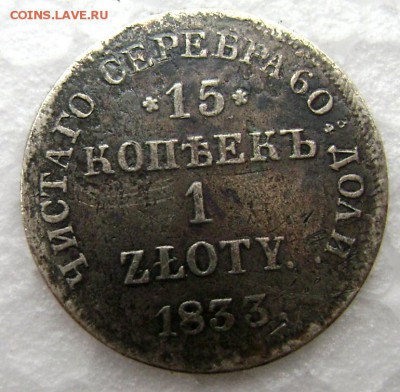 COINS.LAVE.RU
ЧИСТАГО СЕРЕБРА 60. ДОЛИ.
*15*
КОПѢЕКЪ
1
ZŁOTY.
1833.